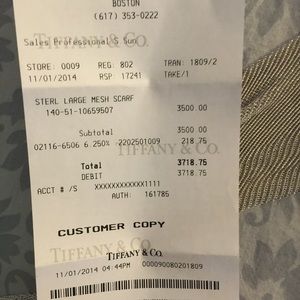 BOSTON
(617) 353-0222
TIFFANY & CO.
Sales Professional S Sun
STORE: 0009 REG: 802 TRAN: 1809/2
11/01/2014 RSP: 17241 TAKE/1
STERL LARGE MESH SCARF 3500.00
140-51-10659507
Subtotal 3500.00
02116-6506 6.250% 2202501009 218.75
TIFFANY & CO.
Total 3718.75
DEBIT 3718.75
ACCT # /S XXXXXXXXXXXX1111
AUTH: 161785
CUSTOMER COPY
TIFFANY & CO.
TIFFANY & CO.
11/01/2014 04:44PM 000090080201809